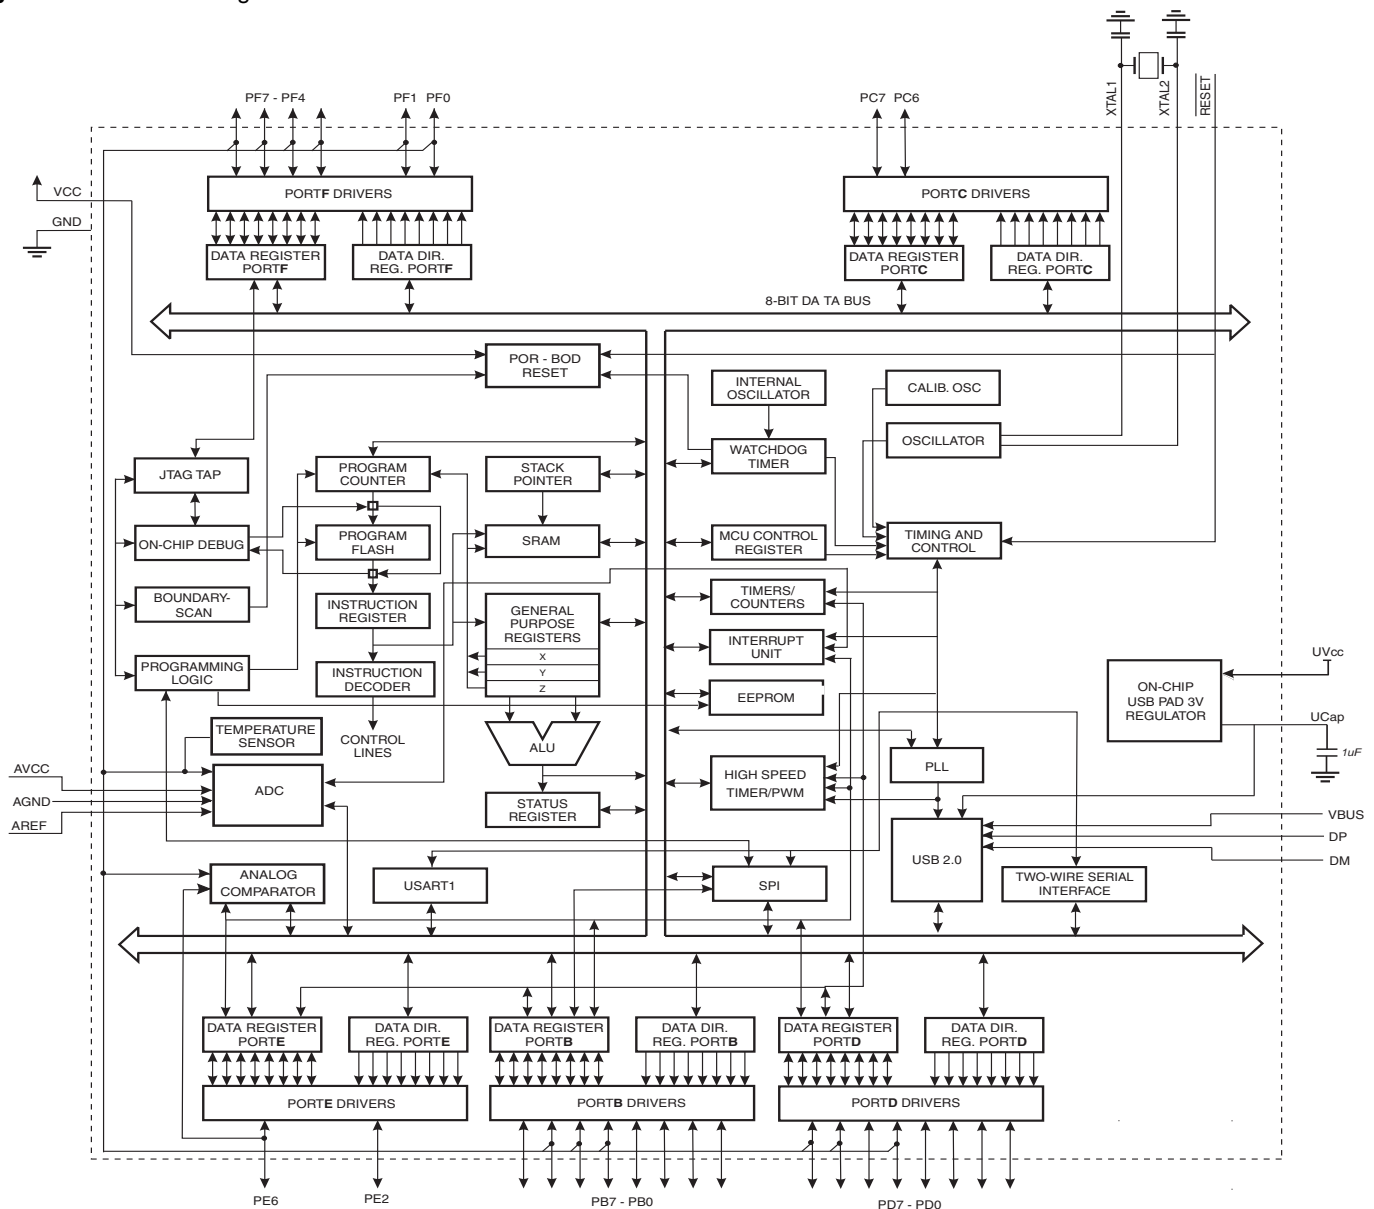 XTAL1
XTAL2
RESET
PF7 - PF4
PF1
PF0
PC7
PC6
VCC
GND
PORTF DRIVERS
PORTC DRIVERS
DATA REGISTER
PORTF
DATA DIR.
REG. PORTF
DATA REGISTER
PORTC
DATA DIR.
REG. PORTC
8-BIT DA TA BUS
POR - BOD
RESET
INTERNAL
OSCILLATOR
CALIB. OSC
OSCILLATOR
WATCHDOG
TIMER
JTAG TAP
PROGRAM
COUNTER
STACK
POINTER
ON-CHIP DEBUG
PROGRAM
FLASH
SRAM
MCU CONTROL
REGISTER
TIMING AND
CONTROL
BOUNDARY-
SCAN
INSTRUCTION
REGISTER
GENERAL
PURPOSE
REGISTERS
X
Y
Z
TIMERS/
COUNTERS
INTERRUPT
UNIT
PROGRAMMING
LOGIC
INSTRUCTION
DECODER
EEPROM
ON-CHIP
USB PAD 3V
REGULATOR
UVcc
UCap
1uF
TEMPERATURE
SENSOR
CONTROL
LINES
ALU
PLL
AVCC
AGND
AREF
ADC
STATUS
REGISTER
HIGH SPEED
TIMER/PWM
VBUS
DP
DM
USB 2.0
ANALOG
COMPARATOR
USART1
SPI
TWO-WIRE SERIAL
INTERFACE
DATA REGISTER
PORTE
DATA DIR.
REG. PORTE
DATA REGISTER
PORTB
DATA DIR.
REG. PORTB
DATA REGISTER
PORTD
DATA DIR.
REG. PORTD
PORTE DRIVERS
PORTB DRIVERS
PORTD DRIVERS
PE6
PE2
PB7 - PB0
PD7 - PD0